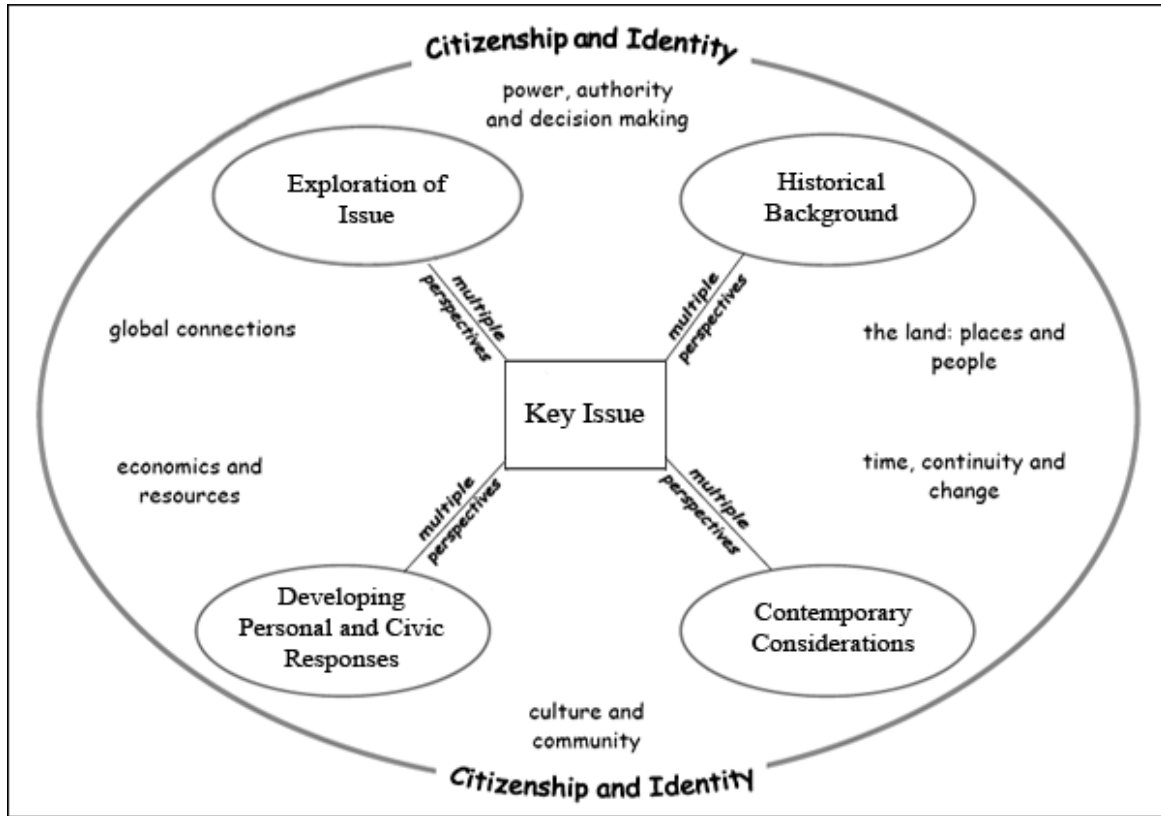 Citizenship and Identity
power, authority
and decision making
Exploration of
Issue
Historical
Background
multiple
perspectives
multiple
perspectives
global connections
the land: places and
people
Key Issue
economics and
resources
time, continuity and
change
multiple
perspectives
multiple
perspectives
Developing
Personal and Civic
Responses
Contemporary
Considerations
culture and
community
Citizenship and Identity